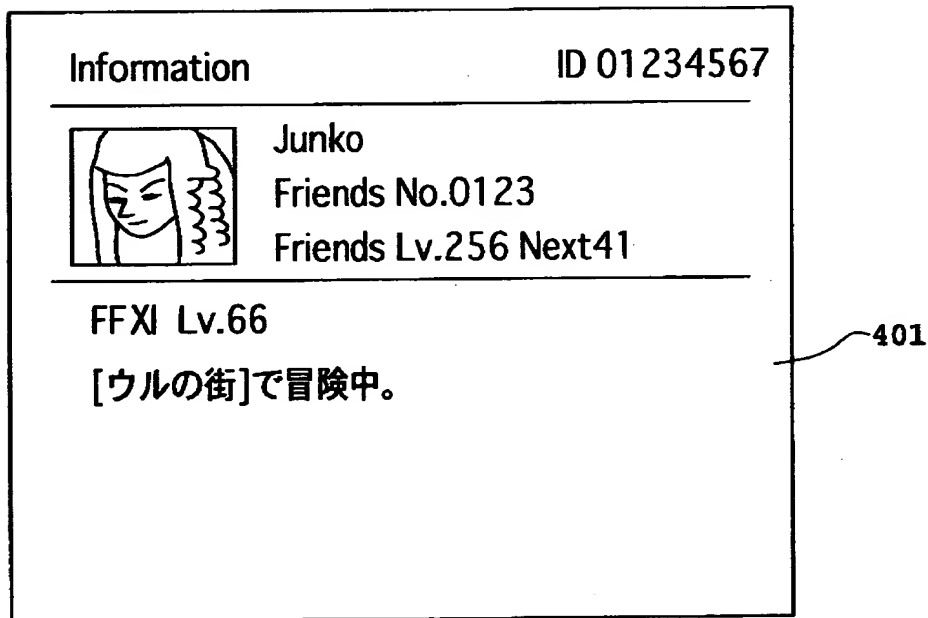 Information ID 01234567
Junko
Friends No.0123
Friends Lv.256 Next41
FFXI Lv.66
[ウルの街]で冒険中。
401